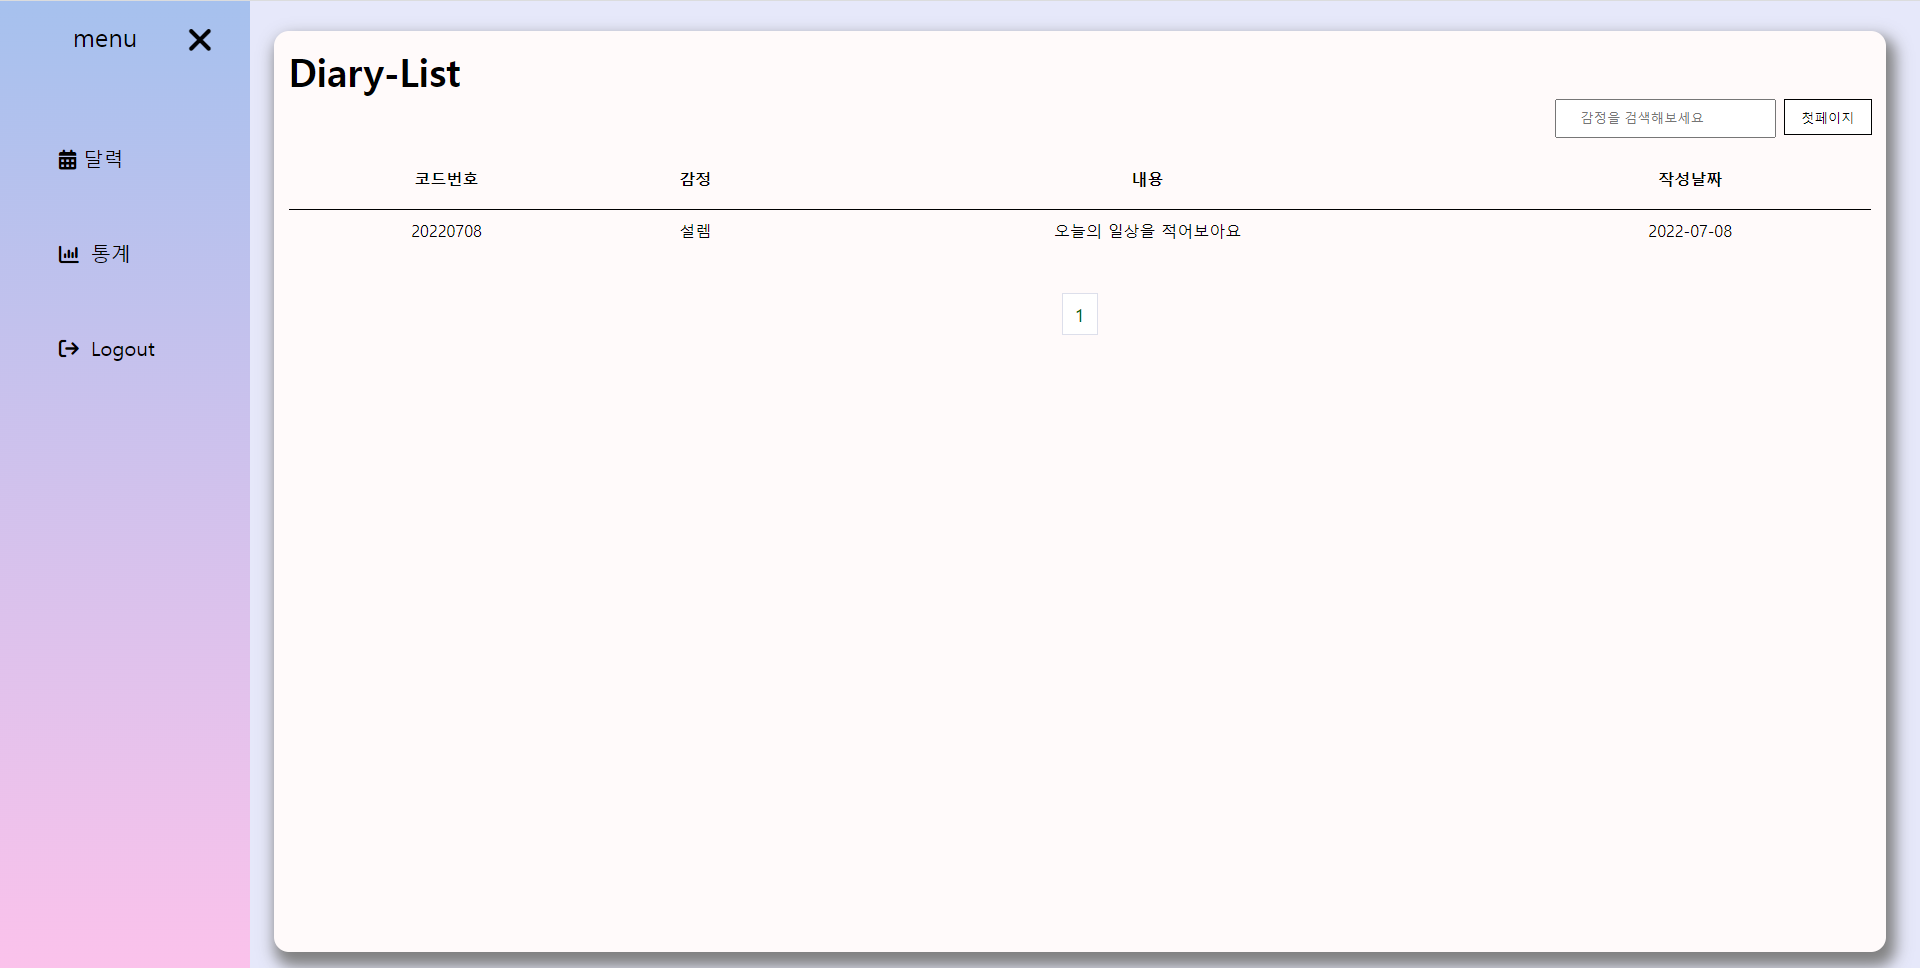 menu
달력
통계
Logout
Diary-List
감정을 검색해보세요 첫페이지
코드번호 감정 내용 작성날짜
20220708 설렘 오늘의 일상을 적어보아요 2022-07-08
1